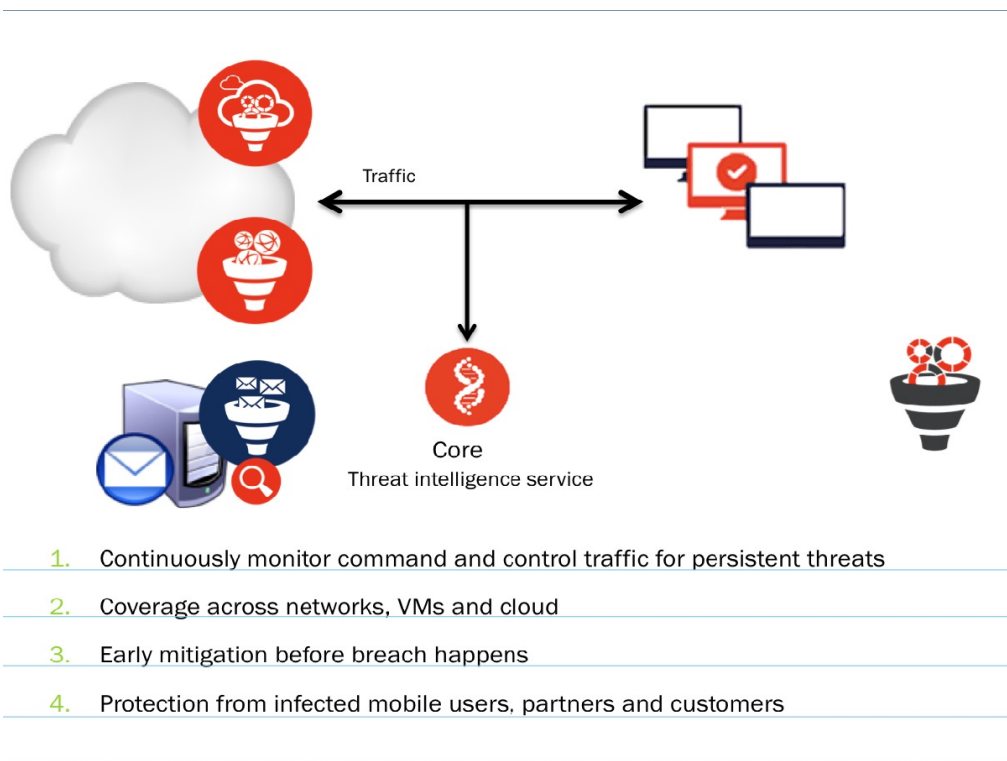 Traffic
Core
Threat intelligence service
1. Continuously monitor command and control traffic for persistent threats
2. Coverage across networks, VMs and cloud
3. Early mitigation before breach happens
4. Protection from infected mobile users, partners and customers